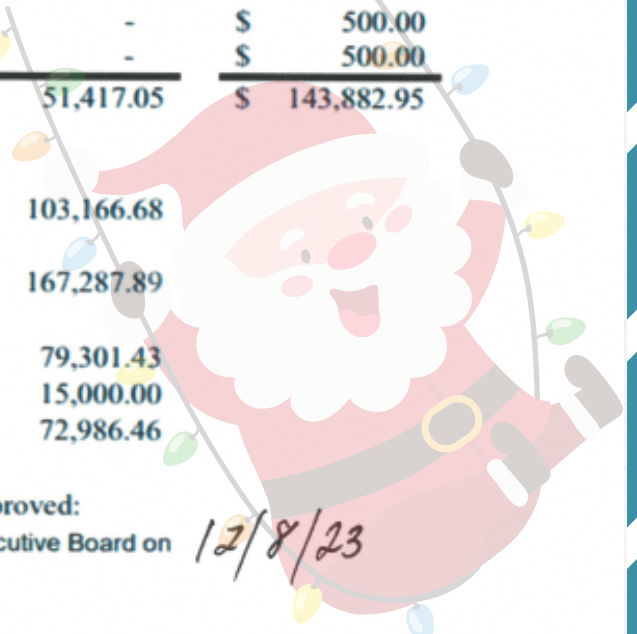 - $ 500.00
- $ 500.00
51,417.05 $ 143,882.95
103,166.68
167,287.89
79,301.43
15,000.00
72,986.46
roved:
cutive Board on 12/8/23